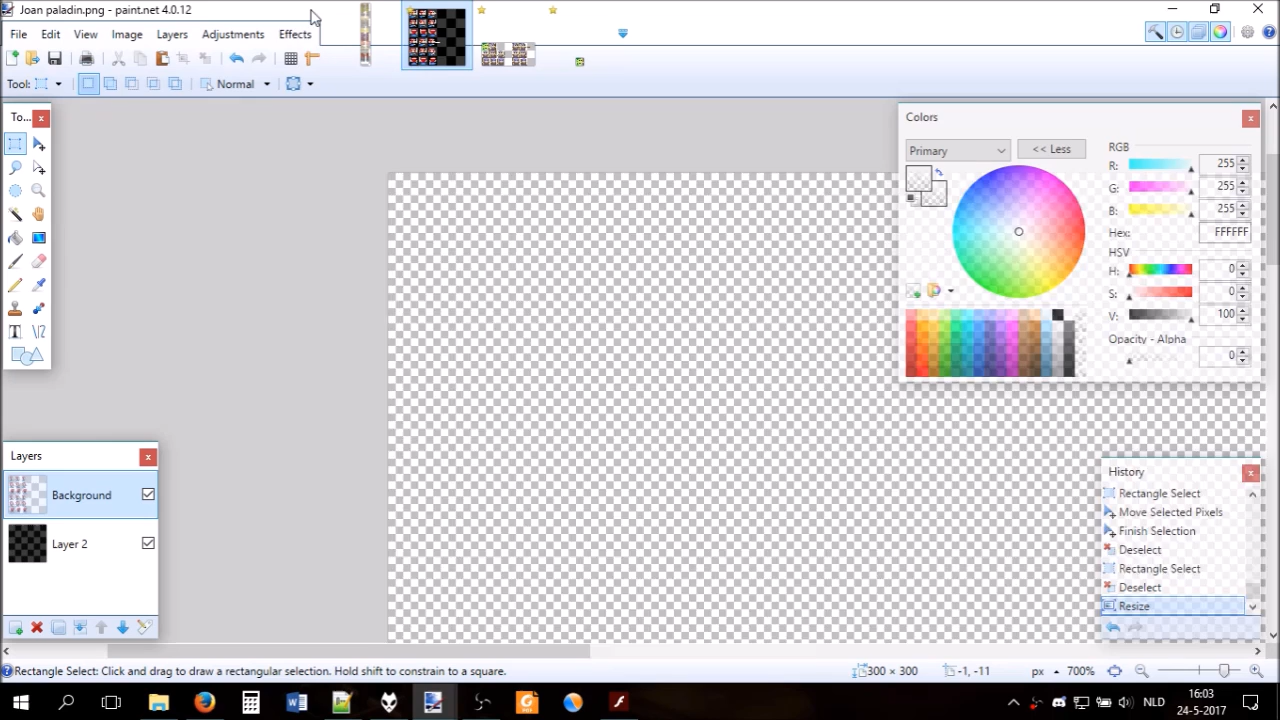 Joan paladin.png - paint.net 4.0.12
File Edit View Image Layers Adjustments Effects
Tool: Normal
To... x
Colors x
Primary << Less
RGB
R: 255
G: 255
B: 255
Hex: FFFFFF
HSV
H: 0
S: 0
V: 100
Opacity - Alpha
0
Layers x
Background
Layer 2
History x
Rectangle Select
Move Selected Pixels
Finish Selection
Deselect
Rectangle Select
Deselect
Resize
Rectangle Select: Click and drag to draw a rectangular selection. Hold shift to constrain to a square. 300 × 300 -1, -11 px 700%
NLD 16:03
24-5-2017